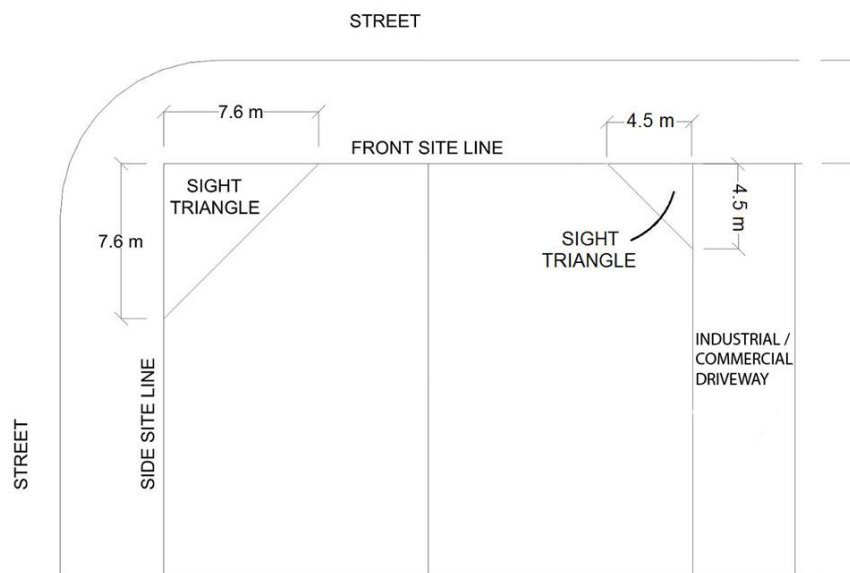 STREET
7.6 m
4.5 m
FRONT SITE LINE
SIGHT
TRIANGLE
4.5 m
7.6 m
SIGHT
TRIANGLE
INDUSTRIAL /
COMMERCIAL
DRIVEWAY
SIDE SITE LINE
STREET